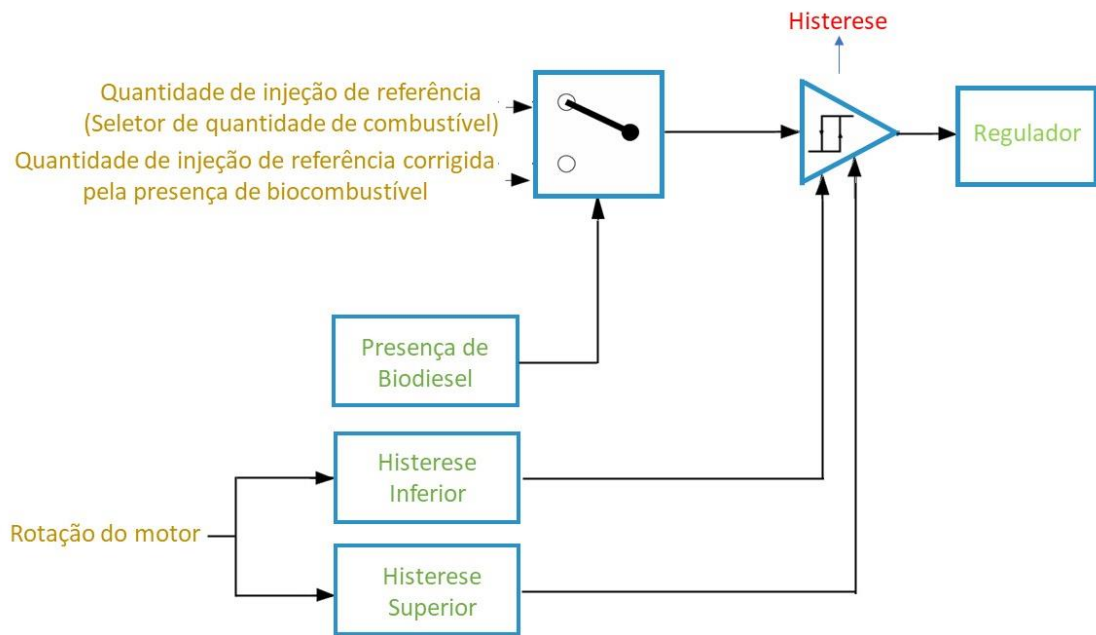 Histerese
Quantidade de injeção de referência
(Seletor de quantidade de combustível)
Quantidade de injeção de referência corrigida
pela presença de biocombustível
Regulador
Presença de
Biodiesel
Histerese
Inferior
Rotação do motor
Histerese
Superior